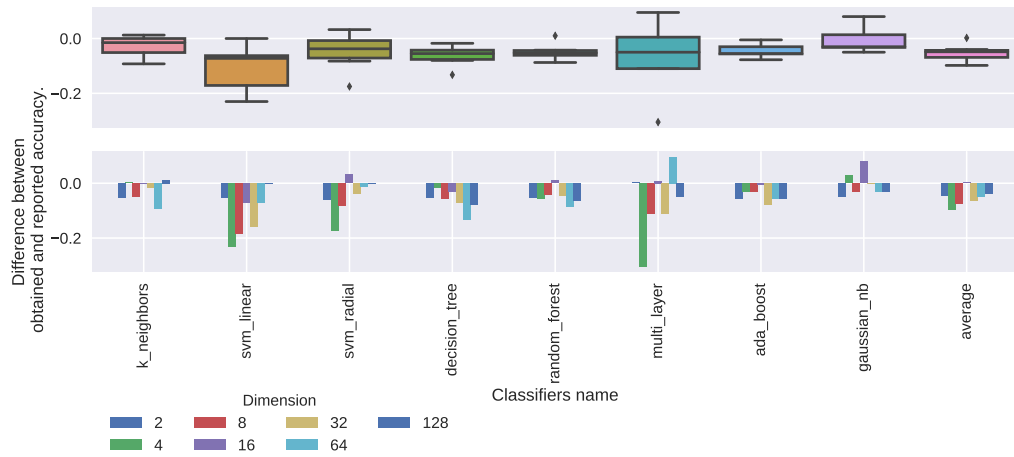 0.0
−0.2
0.0
−0.2
Difference between
obtained and reported accuracy.
k_neighbors
svm_linear
svm_radial
decision_tree
random_forest
multi_layer
ada_boost
gaussian_nb
average
Classifiers name
Dimension
2 8 32 128
4 16 64